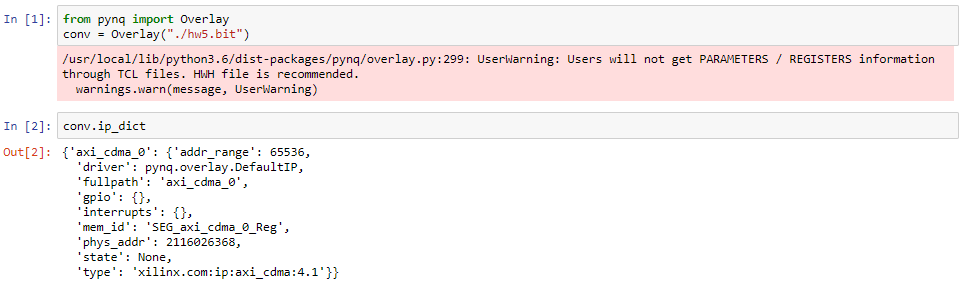 In [1]: from pynq import Overlay
conv = Overlay("./hw5.bit")
/usr/local/lib/python3.6/dist-packages/pynq/overlay.py:299: UserWarning: Users will not get PARAMETERS / REGISTERS information
through TCL files. HWH file is recommended.
  warnings.warn(message, UserWarning)
In [2]: conv.ip_dict
Out[2]: {'axi_cdma_0': {'addr_range': 65536,
  'driver': pynq.overlay.DefaultIP,
  'fullpath': 'axi_cdma_0',
  'gpio': {},
  'interrupts': {},
  'mem_id': 'SEG_axi_cdma_0_Reg',
  'phys_addr': 2116026368,
  'state': None,
  'type': 'xilinx.com:ip:axi_cdma:4.1'}}